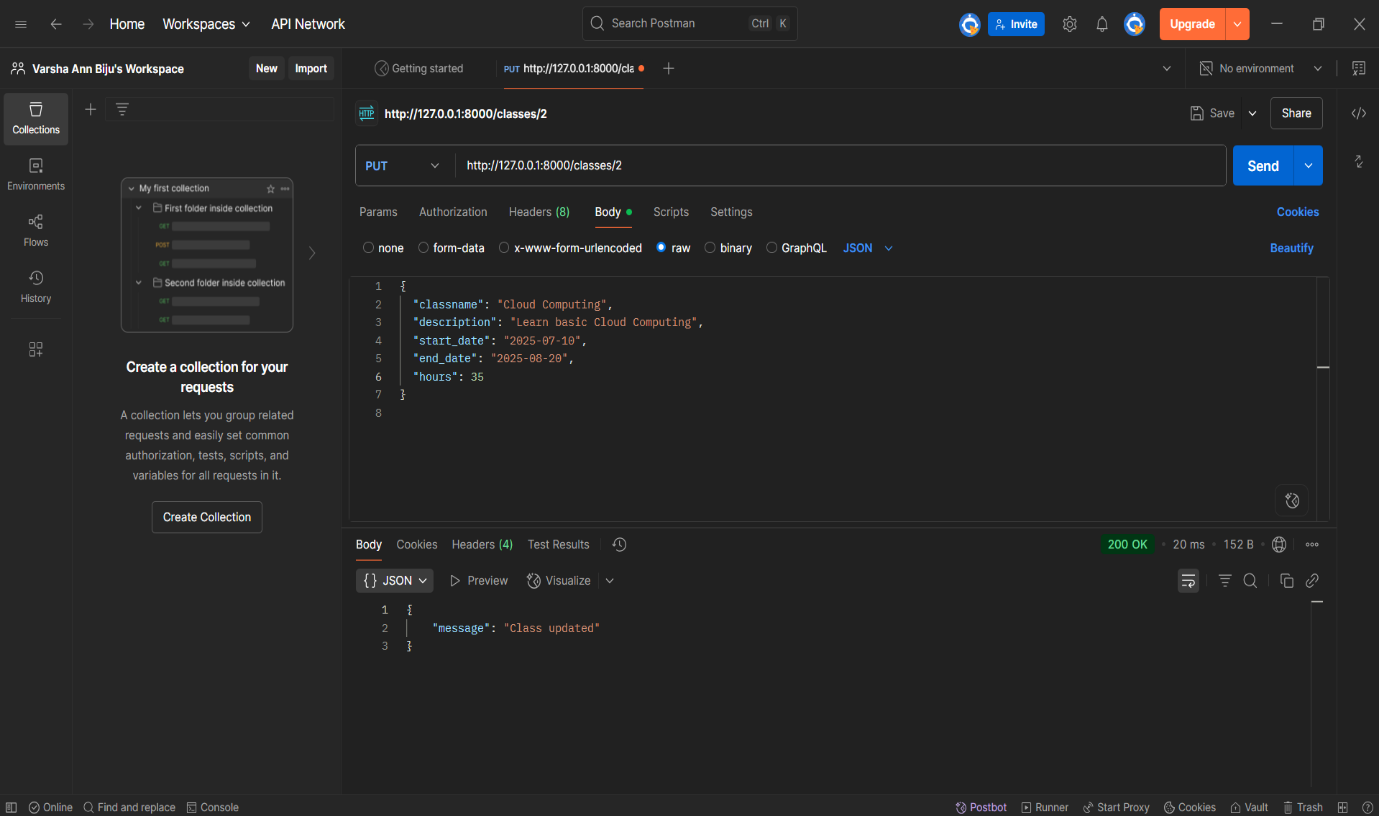 Home Workspaces API Network Search Postman Ctrl K Invite Upgrade
Varsha Ann Biju's Workspace New Import Getting started PUT http://127.0.0.1:8000/cla No environment
Collections
Environments
Flows
History
My first collection
First folder inside collection
GET
POST
GET
Second folder inside collection
GET
GET
Create a collection for your
requests
A collection lets you group related
requests and easily set common
authorization, tests, scripts, and
variables for all requests in it.
Create Collection
HTTP http://127.0.0.1:8000/classes/2 Save Share
PUT http://127.0.0.1:8000/classes/2 Send
Params Authorization Headers (8) Body Scripts Settings Cookies
none form-data x-www-form-urlencoded raw binary GraphQL JSON Beautify
1 {
2 "classname": "Cloud Computing",
3 "description": "Learn basic Cloud Computing",
4 "start_date": "2025-07-10",
5 "end_date": "2025-08-20",
6 "hours": 35
7 }
8
Body Cookies Headers (4) Test Results 200 OK • 20 ms • 152 B
{} JSON Preview Visualize
1 {
2 "message": "Class updated"
3 }
Online Find and replace Console Postbot Runner Start Proxy Cookies Vault Trash